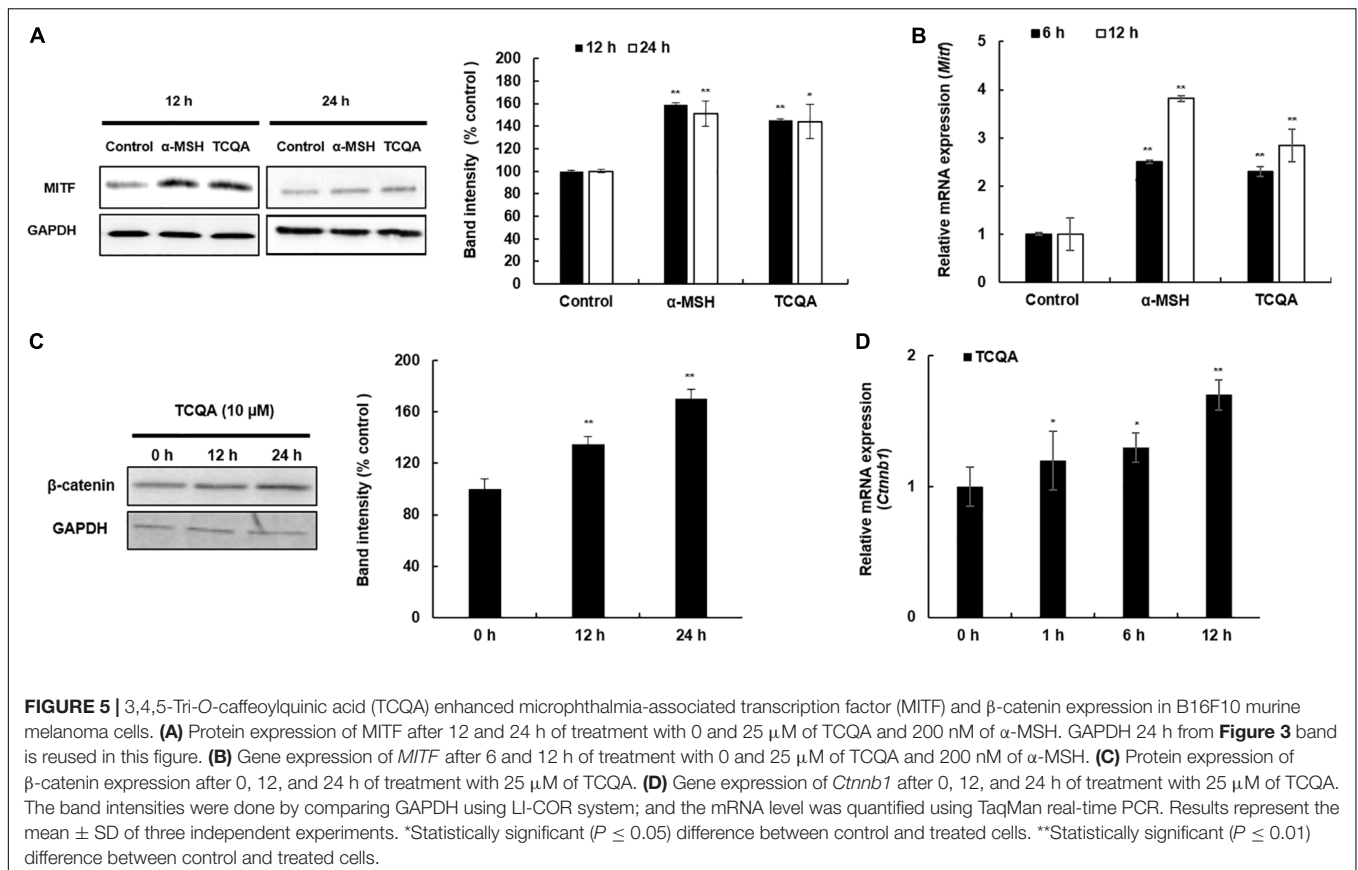 A
12 h
24 h
Control α-MSH TCQA
Control α-MSH TCQA
MITF
GAPDH
12 h 24 h
Band intensity (% control )
200
180
160
140
120
100
80
60
40
20
0
** ** ** *
Control α-MSH TCQA
B
6 h 12 h
Relative mRNA expression (Mitf)
5
4
3
2
1
0
** ** ** **
Control α-MSH TCQA
C
TCQA (10 µM)
0 h 12 h 24 h
β-catenin
GAPDH
Band intensity (% control)
200
160
120
80
40
0
** **
0 h 12 h 24 h
D
TCQA
Relative mRNA expression
(Ctnnb1)
2
1
0
* * **
0 h 1 h 6 h 12 h
FIGURE 5 | 3,4,5-Tri-O-caffeoylquinic acid (TCQA) enhanced microphthalmia-associated transcription factor (MITF) and β-catenin expression in B16F10 murine
melanoma cells. (A) Protein expression of MITF after 12 and 24 h of treatment with 0 and 25 μM of TCQA and 200 nM of α-MSH. GAPDH 24 h from Figure 3 band
is reused in this figure. (B) Gene expression of MITF after 6 and 12 h of treatment with 0 and 25 μM of TCQA and 200 nM of α-MSH. (C) Protein expression of
β-catenin expression after 0, 12, and 24 h of treatment with 25 μM of TCQA. (D) Gene expression of Ctnnb1 after 0, 12, and 24 h of treatment with 25 μM of TCQA.
The band intensities were done by comparing GAPDH using LI-COR system; and the mRNA level was quantified using TaqMan real-time PCR. Results represent the
mean ± SD of three independent experiments. *Statistically significant (P ≤ 0.05) difference between control and treated cells. **Statistically significant (P ≤ 0.01)
difference between control and treated cells.